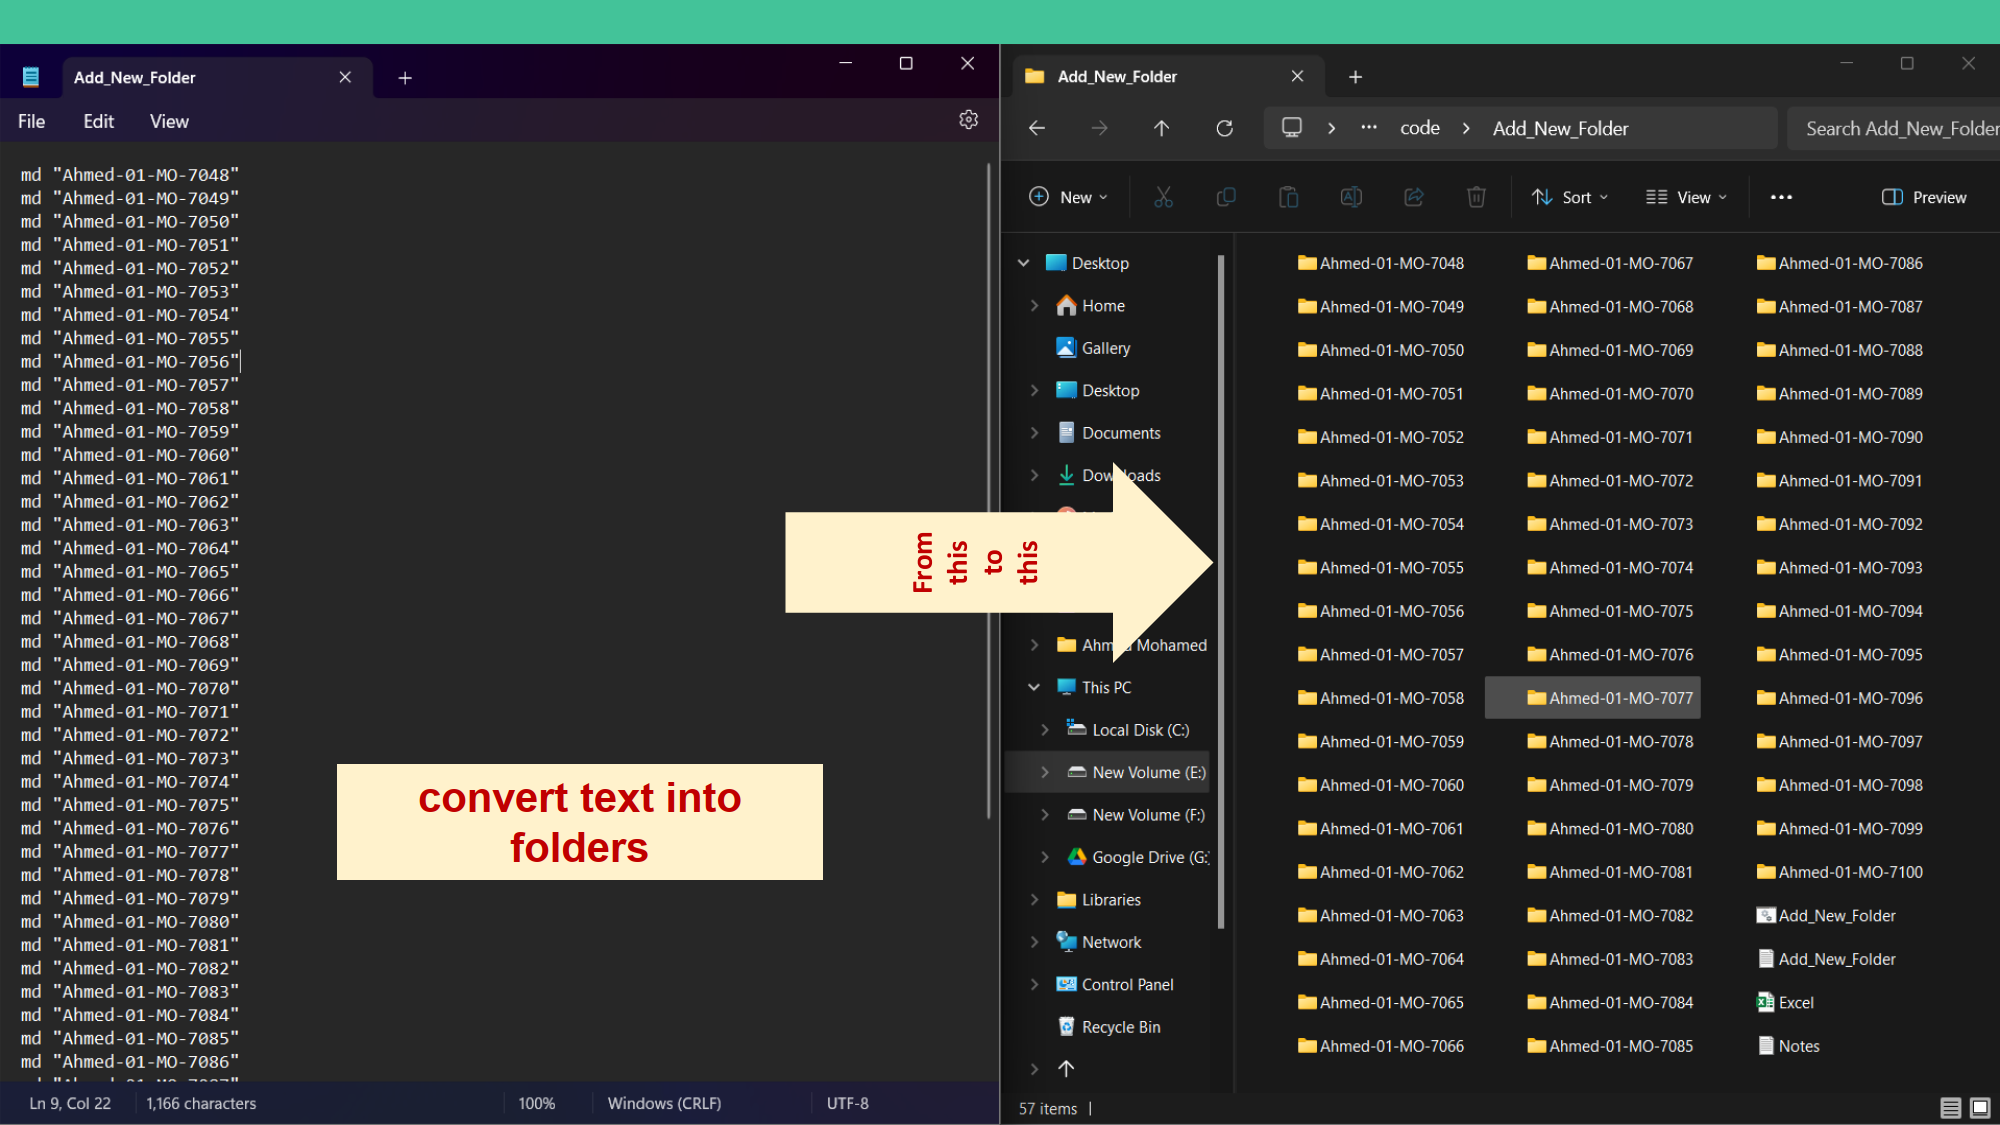 Add_New_Folder
File Edit View
md "Ahmed-01-MO-7048"
md "Ahmed-01-MO-7049"
md "Ahmed-01-MO-7050"
md "Ahmed-01-MO-7051"
md "Ahmed-01-MO-7052"
md "Ahmed-01-MO-7053"
md "Ahmed-01-MO-7054"
md "Ahmed-01-MO-7055"
md "Ahmed-01-MO-7056"
md "Ahmed-01-MO-7057"
md "Ahmed-01-MO-7058"
md "Ahmed-01-MO-7059"
md "Ahmed-01-MO-7060"
md "Ahmed-01-MO-7061"
md "Ahmed-01-MO-7062"
md "Ahmed-01-MO-7063"
md "Ahmed-01-MO-7064"
md "Ahmed-01-MO-7065"
md "Ahmed-01-MO-7066"
md "Ahmed-01-MO-7067"
md "Ahmed-01-MO-7068"
md "Ahmed-01-MO-7069"
md "Ahmed-01-MO-7070"
md "Ahmed-01-MO-7071"
md "Ahmed-01-MO-7072"
md "Ahmed-01-MO-7073"
md "Ahmed-01-MO-7074"
md "Ahmed-01-MO-7075"
md "Ahmed-01-MO-7076"
md "Ahmed-01-MO-7077"
md "Ahmed-01-MO-7078"
md "Ahmed-01-MO-7079"
md "Ahmed-01-MO-7080"
md "Ahmed-01-MO-7081"
md "Ahmed-01-MO-7082"
md "Ahmed-01-MO-7083"
md "Ahmed-01-MO-7084"
md "Ahmed-01-MO-7085"
md "Ahmed-01-MO-7086"
Ln 9, Col 22 1,166 characters 100% Windows (CRLF) UTF-8
convert text into
folders
From
this
to
this
Add_New_Folder
code > Add_New_Folder Search Add_New_Folder
New Sort View Preview
Desktop
Home
Gallery
Desktop
Documents
Downloads
Ahmed Mohamed
This PC
Local Disk (C:)
New Volume (E:)
New Volume (F:)
Google Drive (G:
Libraries
Network
Control Panel
Recycle Bin
Ahmed-01-MO-7048
Ahmed-01-MO-7049
Ahmed-01-MO-7050
Ahmed-01-MO-7051
Ahmed-01-MO-7052
Ahmed-01-MO-7053
Ahmed-01-MO-7054
Ahmed-01-MO-7055
Ahmed-01-MO-7056
Ahmed-01-MO-7057
Ahmed-01-MO-7058
Ahmed-01-MO-7059
Ahmed-01-MO-7060
Ahmed-01-MO-7061
Ahmed-01-MO-7062
Ahmed-01-MO-7063
Ahmed-01-MO-7064
Ahmed-01-MO-7065
Ahmed-01-MO-7066
Ahmed-01-MO-7067
Ahmed-01-MO-7068
Ahmed-01-MO-7069
Ahmed-01-MO-7070
Ahmed-01-MO-7071
Ahmed-01-MO-7072
Ahmed-01-MO-7073
Ahmed-01-MO-7074
Ahmed-01-MO-7075
Ahmed-01-MO-7076
Ahmed-01-MO-7077
Ahmed-01-MO-7078
Ahmed-01-MO-7079
Ahmed-01-MO-7080
Ahmed-01-MO-7081
Ahmed-01-MO-7082
Ahmed-01-MO-7083
Ahmed-01-MO-7084
Ahmed-01-MO-7085
Ahmed-01-MO-7086
Ahmed-01-MO-7087
Ahmed-01-MO-7088
Ahmed-01-MO-7089
Ahmed-01-MO-7090
Ahmed-01-MO-7091
Ahmed-01-MO-7092
Ahmed-01-MO-7093
Ahmed-01-MO-7094
Ahmed-01-MO-7095
Ahmed-01-MO-7096
Ahmed-01-MO-7097
Ahmed-01-MO-7098
Ahmed-01-MO-7099
Ahmed-01-MO-7100
Add_New_Folder
Add_New_Folder
Excel
Notes
57 items